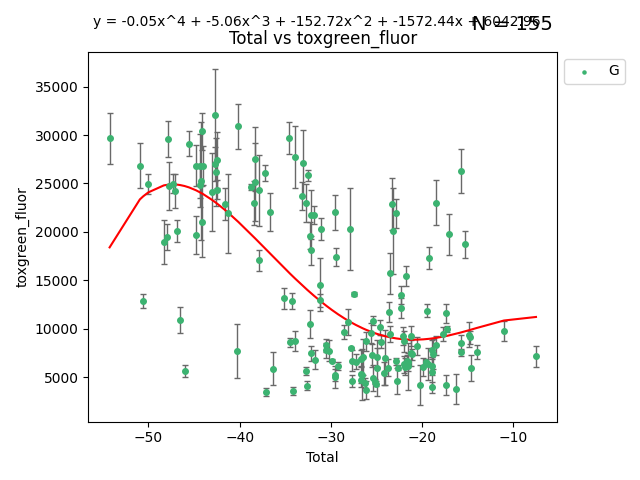 y = -0.05x^4 + -5.06x^3 + -152.72x^2 + -1572.44x + 6042.96
N = 155
Total vs toxgreen_fluor
G
35000
30000
25000
20000
15000
10000
5000
toxgreen_fluor
−50
−40
−30
−20
−10
Total